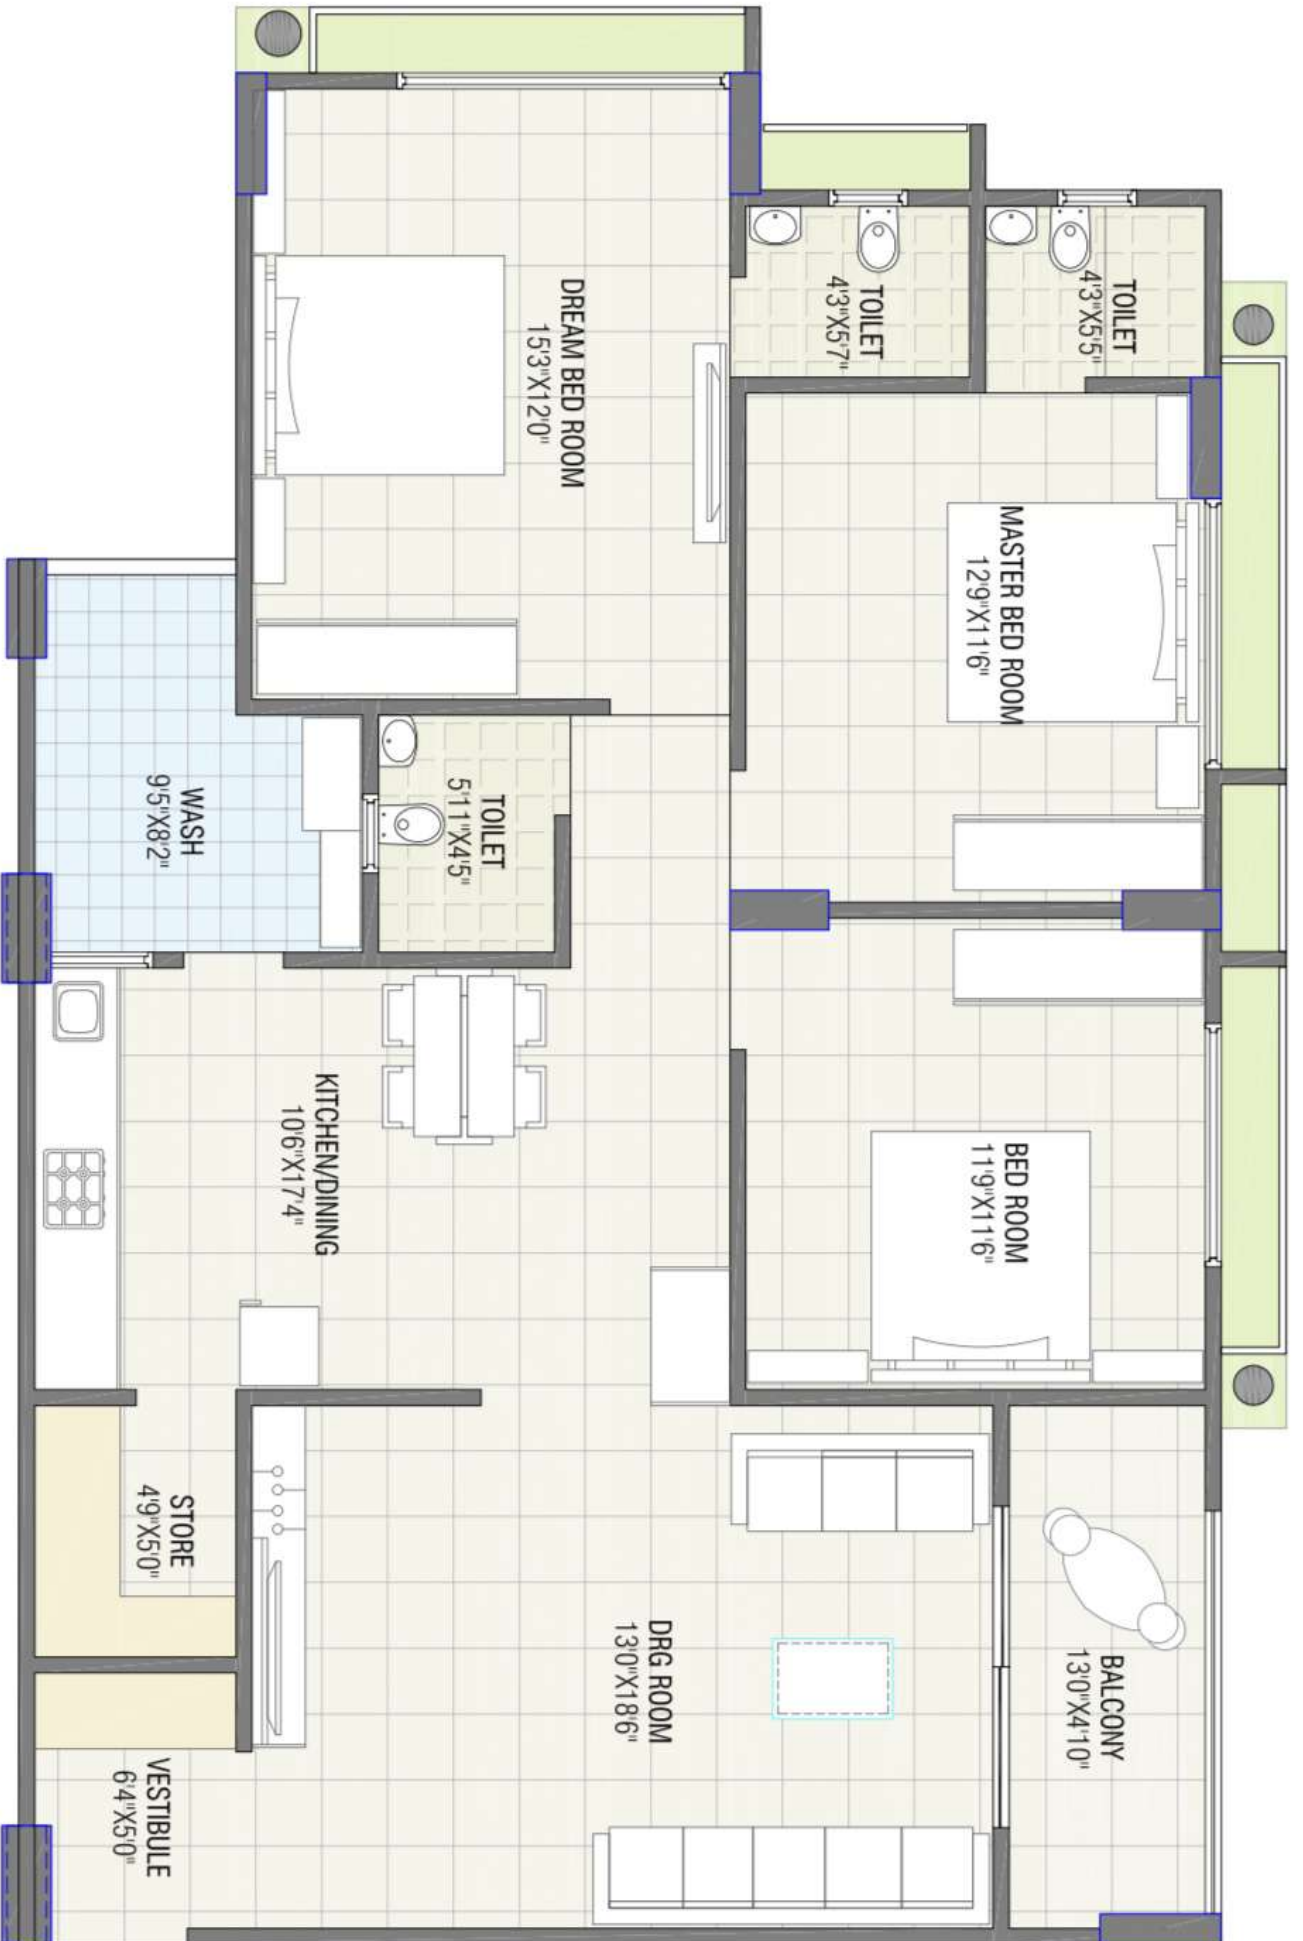 TOILET
4'3"X5'5"
TOILET
4'3"X5'7"
DREAM BED ROOM
15'3"X12'0"
MASTER BED ROOM
12'9"X11'6"
TOILET
5'11"X4'5"
WASH
9'5"X8'2"
KITCHEN/DINING
10'6"X17'4"
BED ROOM
11'9"X11'6"
STORE
4'9"X5'0"
DRG ROOM
13'0"X18'6"
BALCONY
13'0"X4'10"
VESTIBULE
6'4"X5'0"